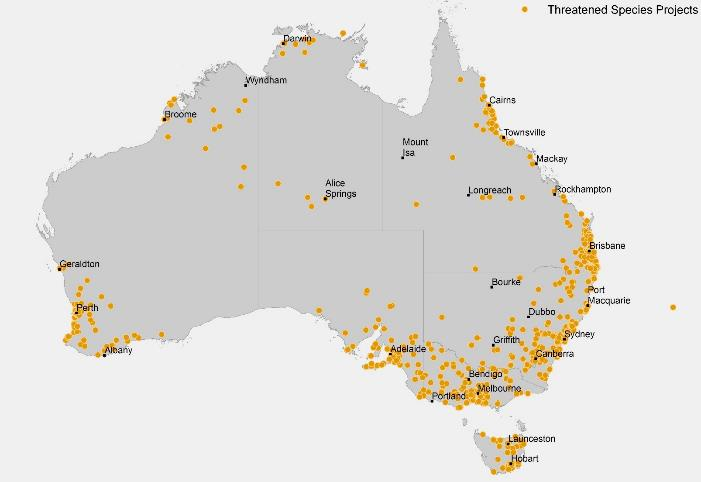 Threatened Species Projects
Darwin
Wyndham
Cairns
Broome
Townsville
Mount
Isa
Mackay
Alice
Springs
Longreach
Rockhampton
Brisbane
Geraldton
Bourke
Port
Macquarie
Perth
Dubbo
Sydney
Griffith
Albany
Adelaide
Canberra
Bendigo
Melbourne
Portland
Launceston
Hobart